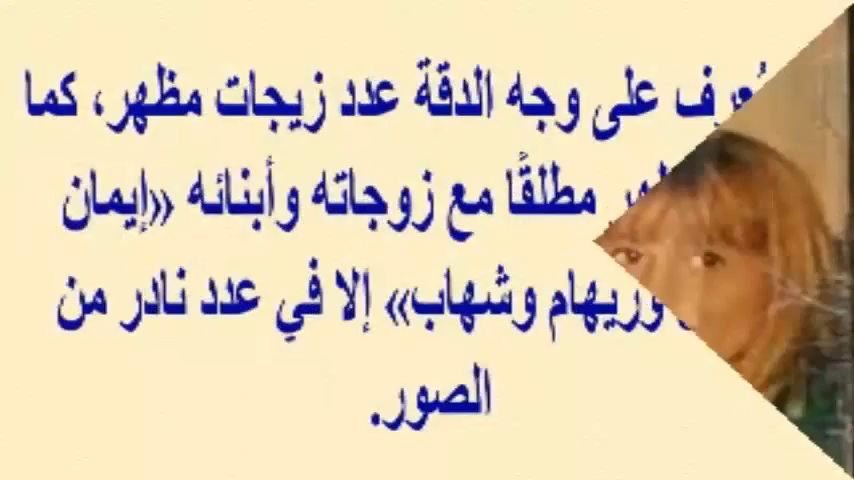 على وجه الدقة عدد زيجات مظهر، كما
مطلقًا مع زوجاته وأبنائه «إيمان
وريهام وشهاب» إلا في عدد نادر من
الصور.